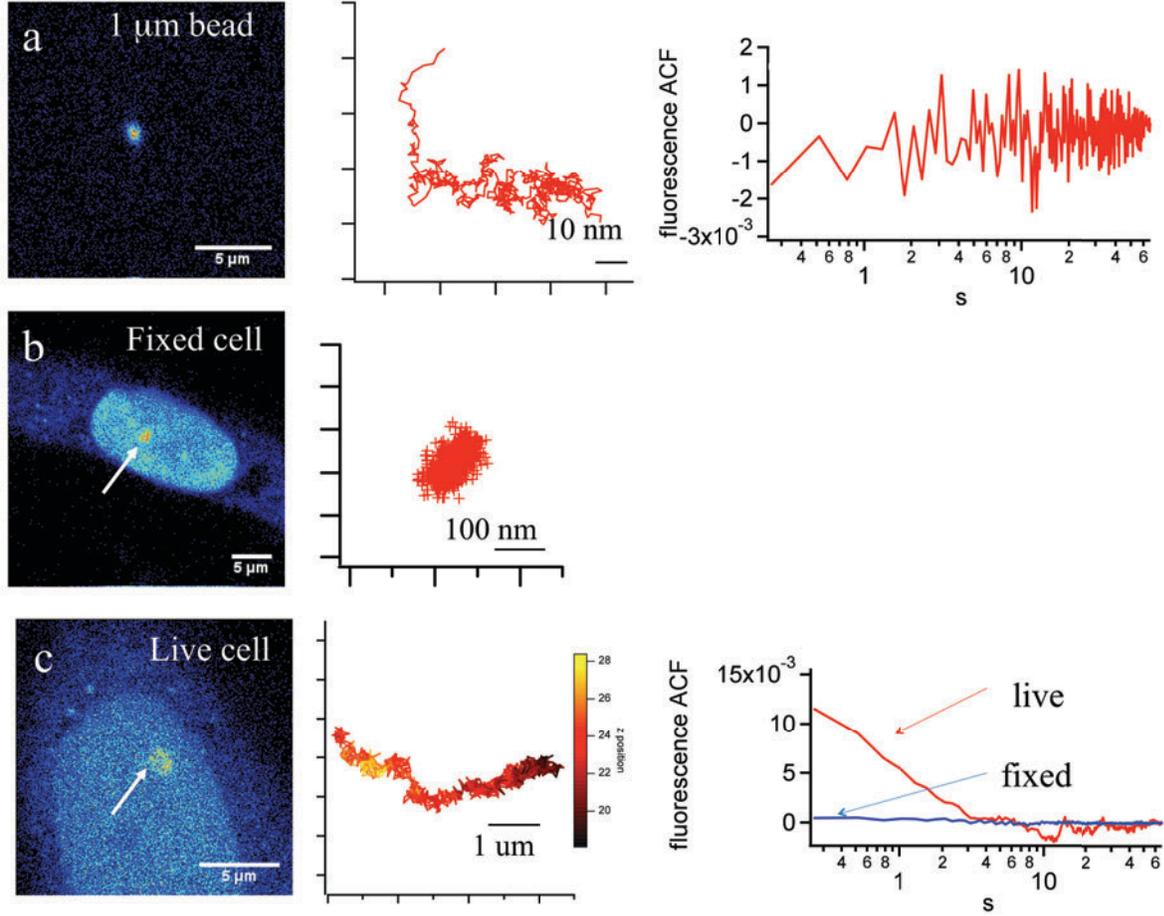 a
1 µm bead
5 µm
10 nm
fluorescence ACF
2
1
0
-1
-2
-3x10-3
4 6 8 2 4 6 8 2 4 6
1 10
s
b
Fixed cell
5 µm
100 nm
c
Live cell
5 µm
28
26
24
22
20
z position
1 um
fluorescence ACF
15x10-3
10
5
0
live
fixed
4 6 8 2 4 6 8 2 4 6
1 10
s